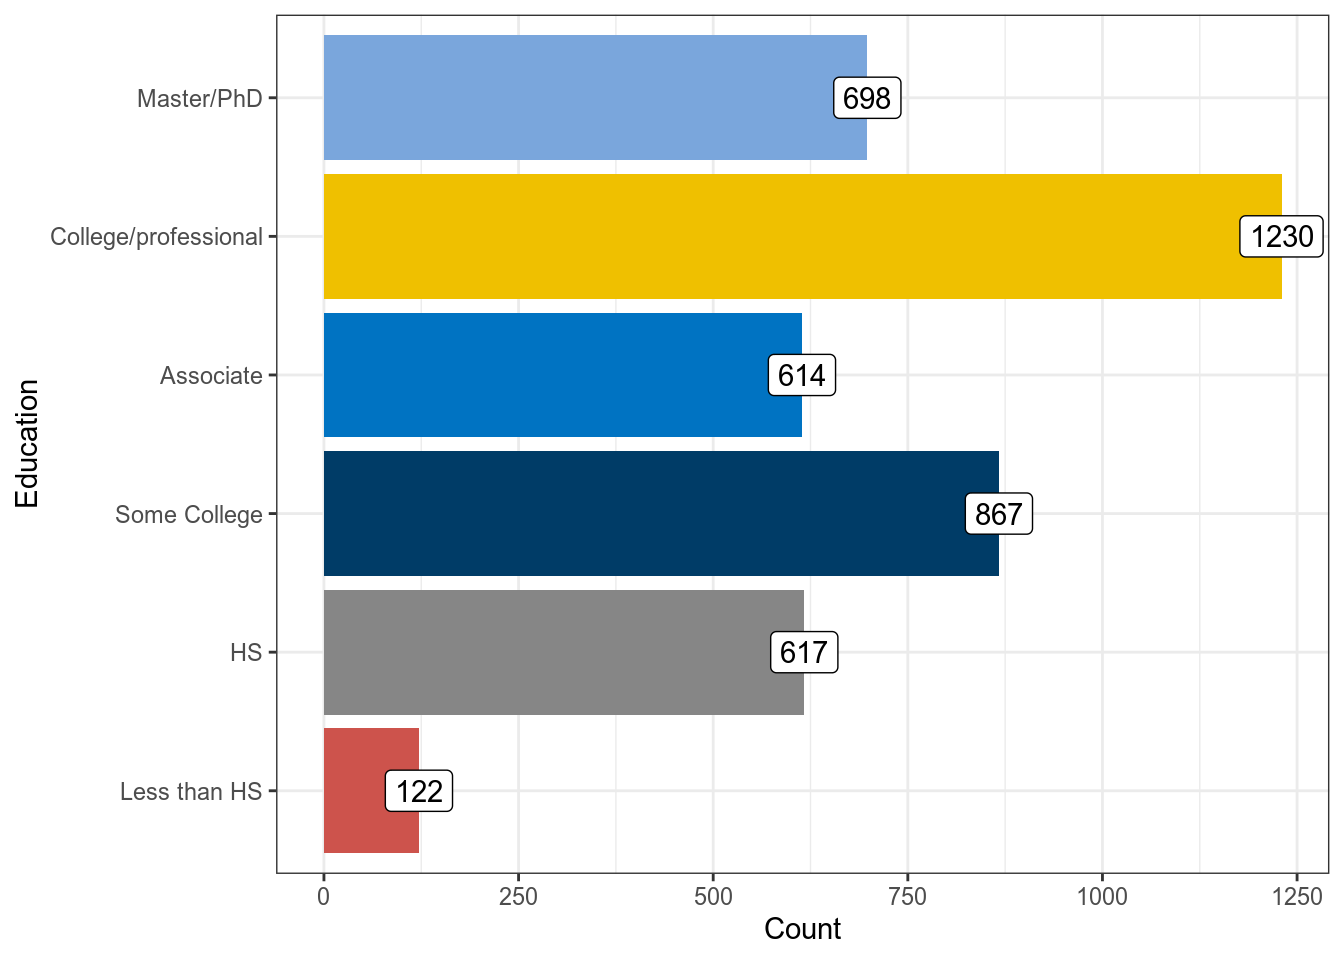 Education
Master/PhD
698
College/professional
1230
Associate
614
Some College
867
HS
617
Less than HS
122
0 250 500 750 1000 1250
Count